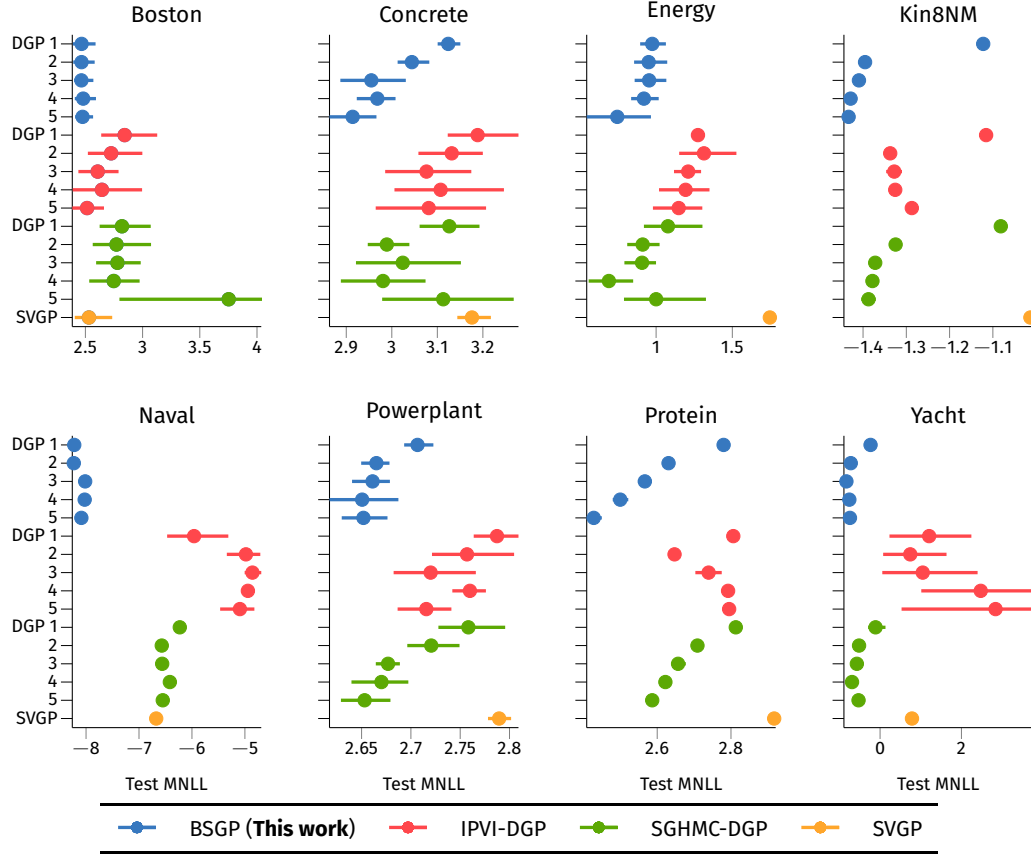 Boston Concrete Energy Kin8NM
DGP 1
2
3
4
5
DGP 1
2
3
4
5
DGP 1
2
3
4
5
SVGP
2.5 3 3.5 4 2.9 3 3.1 3.2 1 1.5 −1.4 −1.3 −1.2 −1.1
Naval Powerplant Protein Yacht
DGP 1
2
3
4
5
DGP 1
2
3
4
5
DGP 1
2
3
4
5
SVGP
−8 −7 −6 −5 2.65 2.7 2.75 2.8 2.6 2.8 0 2
Test MNLL Test MNLL Test MNLL Test MNLL
BSGP (This work) IPVI-DGP SGHMC-DGP SVGP